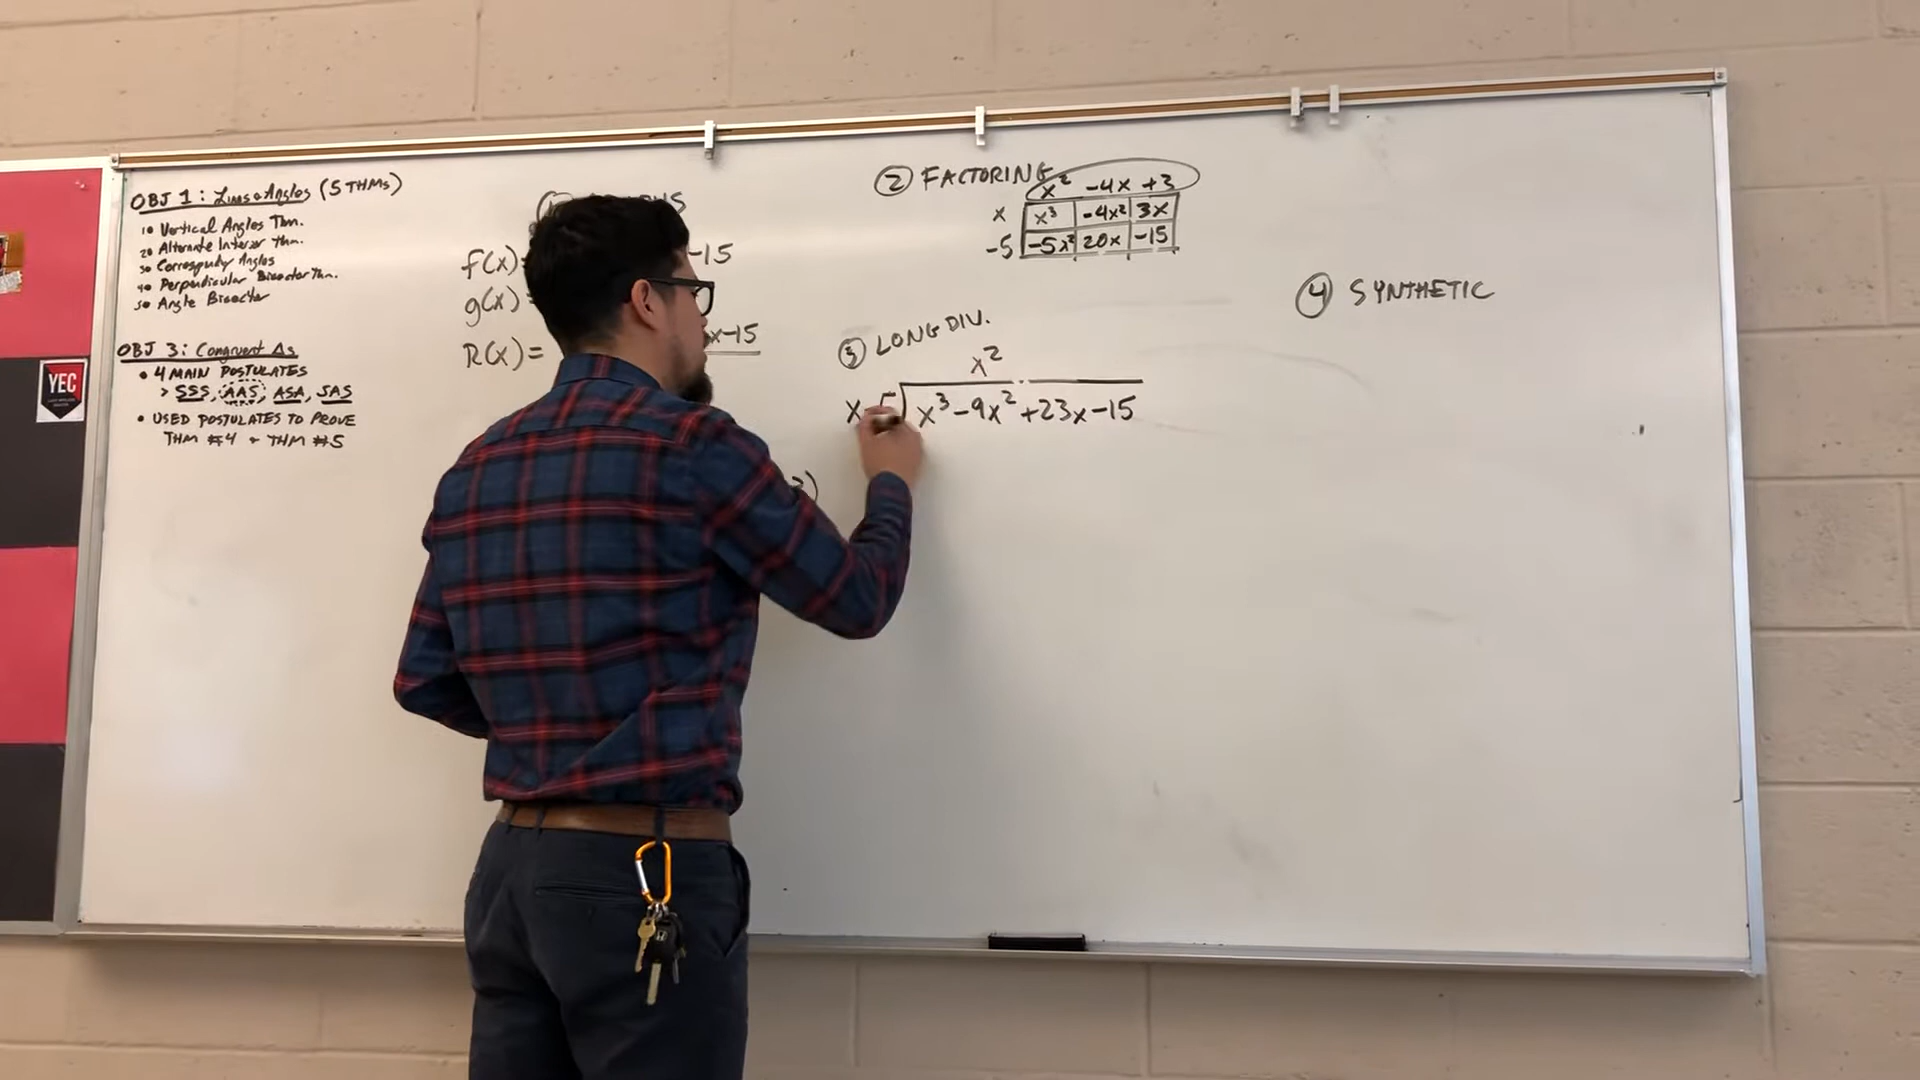 OBJ 1: Lines & Angles (5 THMs)
1• Vertical Angles Thm.
2• Alternate Interior Thm.
3• Corresponding Angles
4• Perpendicular Bisector Thm.
5• Angle Bisector
OBJ 3: Congruent Δs
• 4 MAIN POSTULATES
> SSS, AAS, ASA, SAS
• USED POSTULATES TO PROVE
THM #4 + THM #5
YEC
f(x)=
-15
g(x)
R(x)=
x-15
② FACTORING
x² -4x +3
x x³ -4x² 3x
-5 -5x² 20x -15
③ LONG DIV.
x²
x-5 x³-9x²+23x-15
④ SYNTHETIC